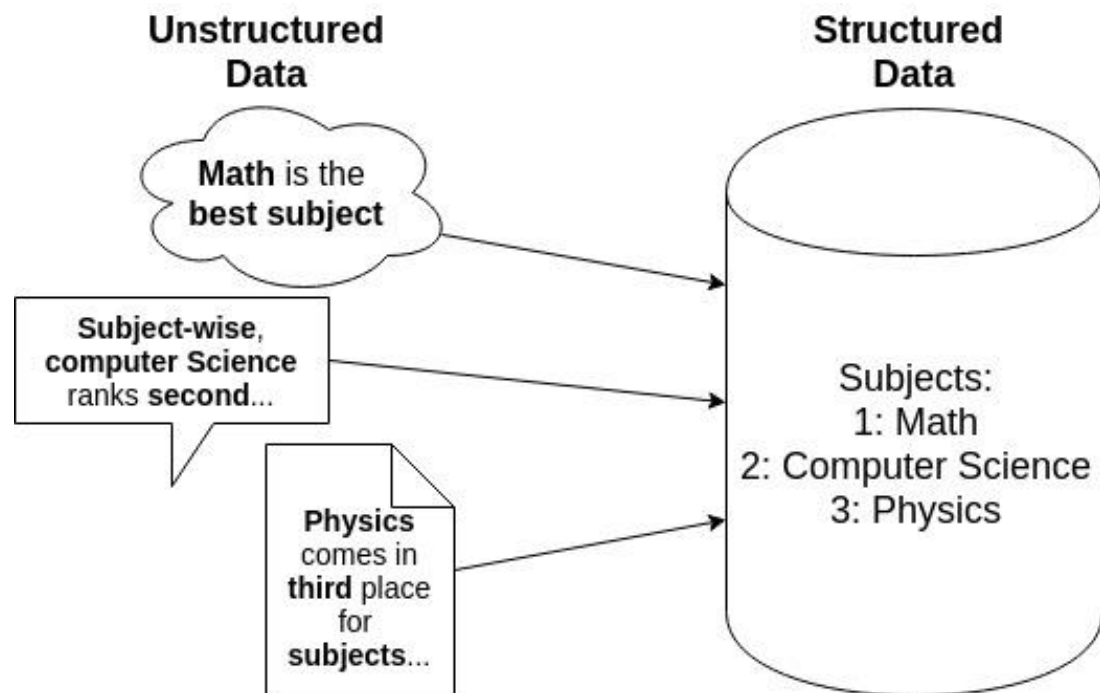 Unstructured
Data
Structured
Data
Math is the
best subject
Subject-wise,
computer Science
ranks second...
Physics
comes in
third place
for
subjects...
Subjects:
1: Math
2: Computer Science
3: Physics